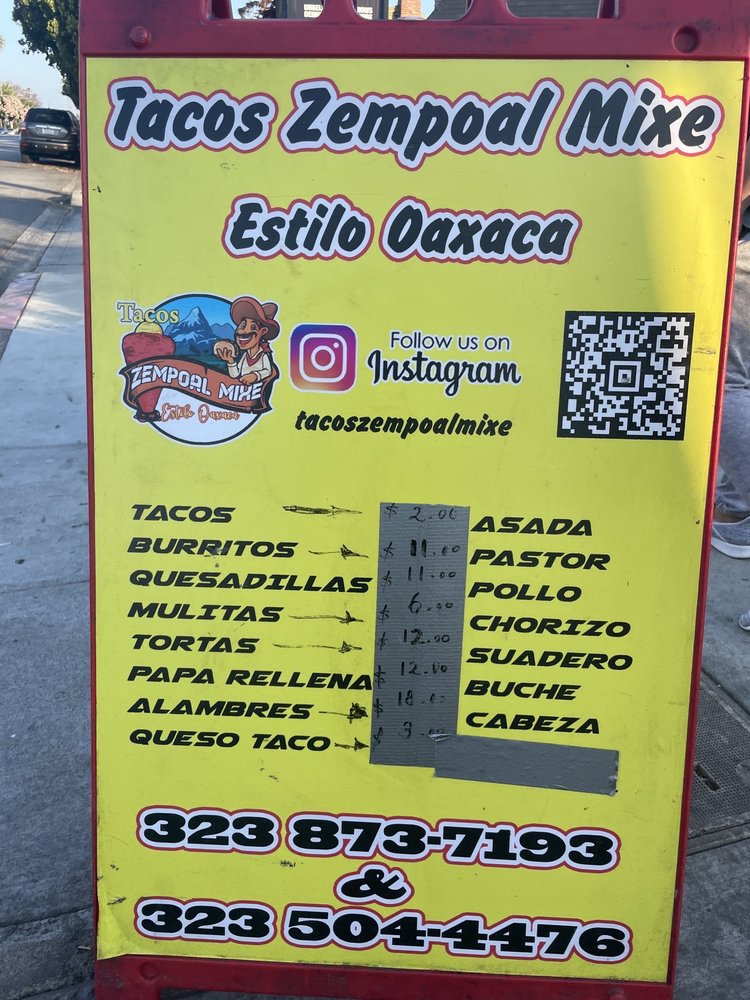 Tacos Zempoal Mixe
Estilo Oaxaca
Tacos
ZEMPOAL MIXE
Estilo Oaxaca
Follow us on
Instagram
tacoszempoalmixe
TACOS $ 2.00
BURRITOS $ 11.00
QUESADILLAS $ 11.00
MULITAS $ 6.00
TORTAS $ 12.00
PAPA RELLENA $ 12.00
ALAMBRES $ 18.00
QUESO TACO $ 3.00
ASADA
PASTOR
POLLO
CHORIZO
SUADERO
BUCHE
CABEZA
323 873-7193
&
323 504-4476